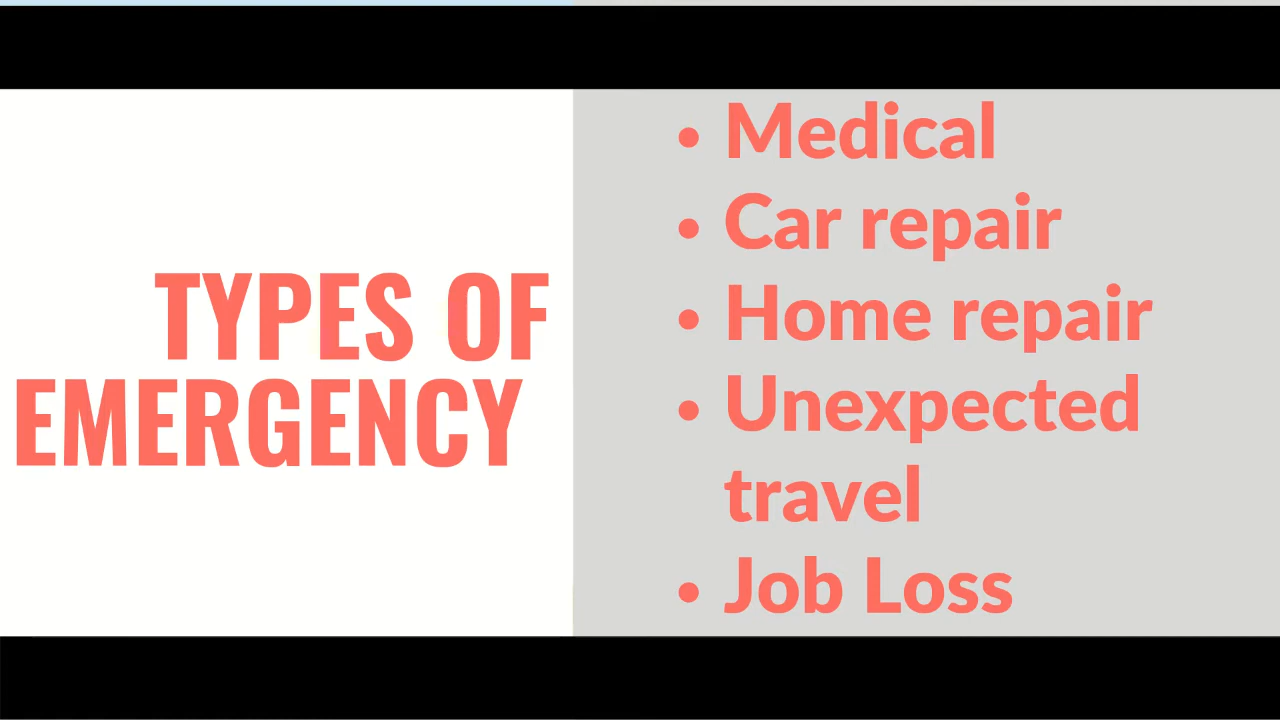 TYPES OF
EMERGENCY
• Medical
• Car repair
• Home repair
• Unexpected
travel
• Job Loss